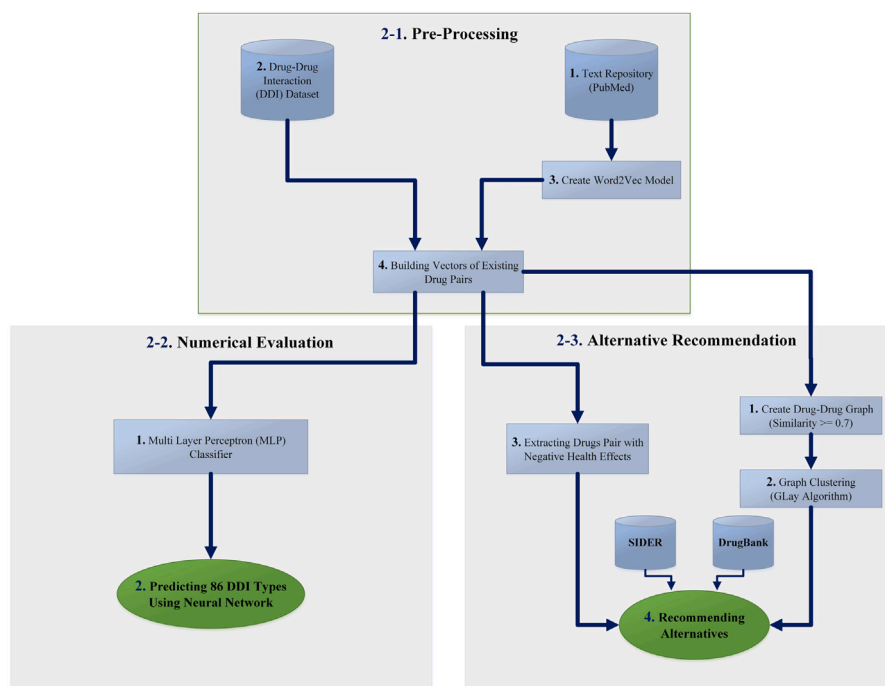 2-1. Pre-Processing
2. Drug-Drug
Interaction
(DDI) Dataset
1. Text Repository
(PubMed)
3. Create Word2Vec Model
4. Building Vectors of Existing
Drug Pairs
2-2. Numerical Evaluation
1. Multi Layer Perceptron (MLP)
Classifier
2. Predicting 86 DDI Types
Using Neural Network
2-3. Alternative Recommendation
1. Create Drug-Drug Graph
(Similarity >= 0.7)
3. Extracting Drugs Pair with
Negative Health Effects
2. Graph Clustering
(GLay Algorithm)
SIDER
DrugBank
4. Recommending
Alternatives